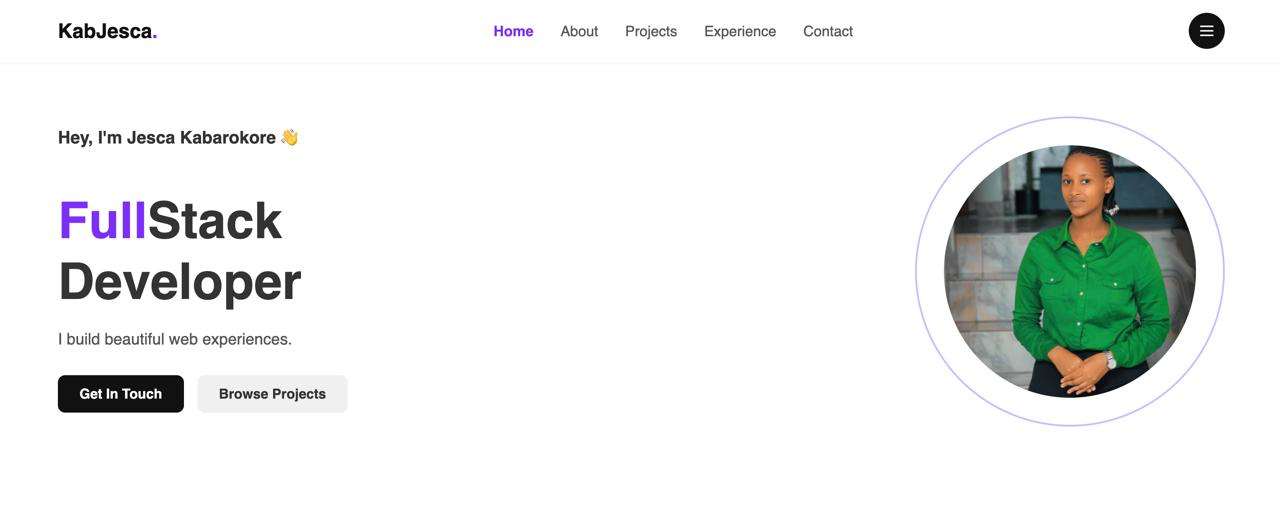 KabJesca.
Home About Projects Experience Contact
Hey, I'm Jesca Kabarokore 👋
FullStack
Developer
I build beautiful web experiences.
Get In Touch Browse Projects